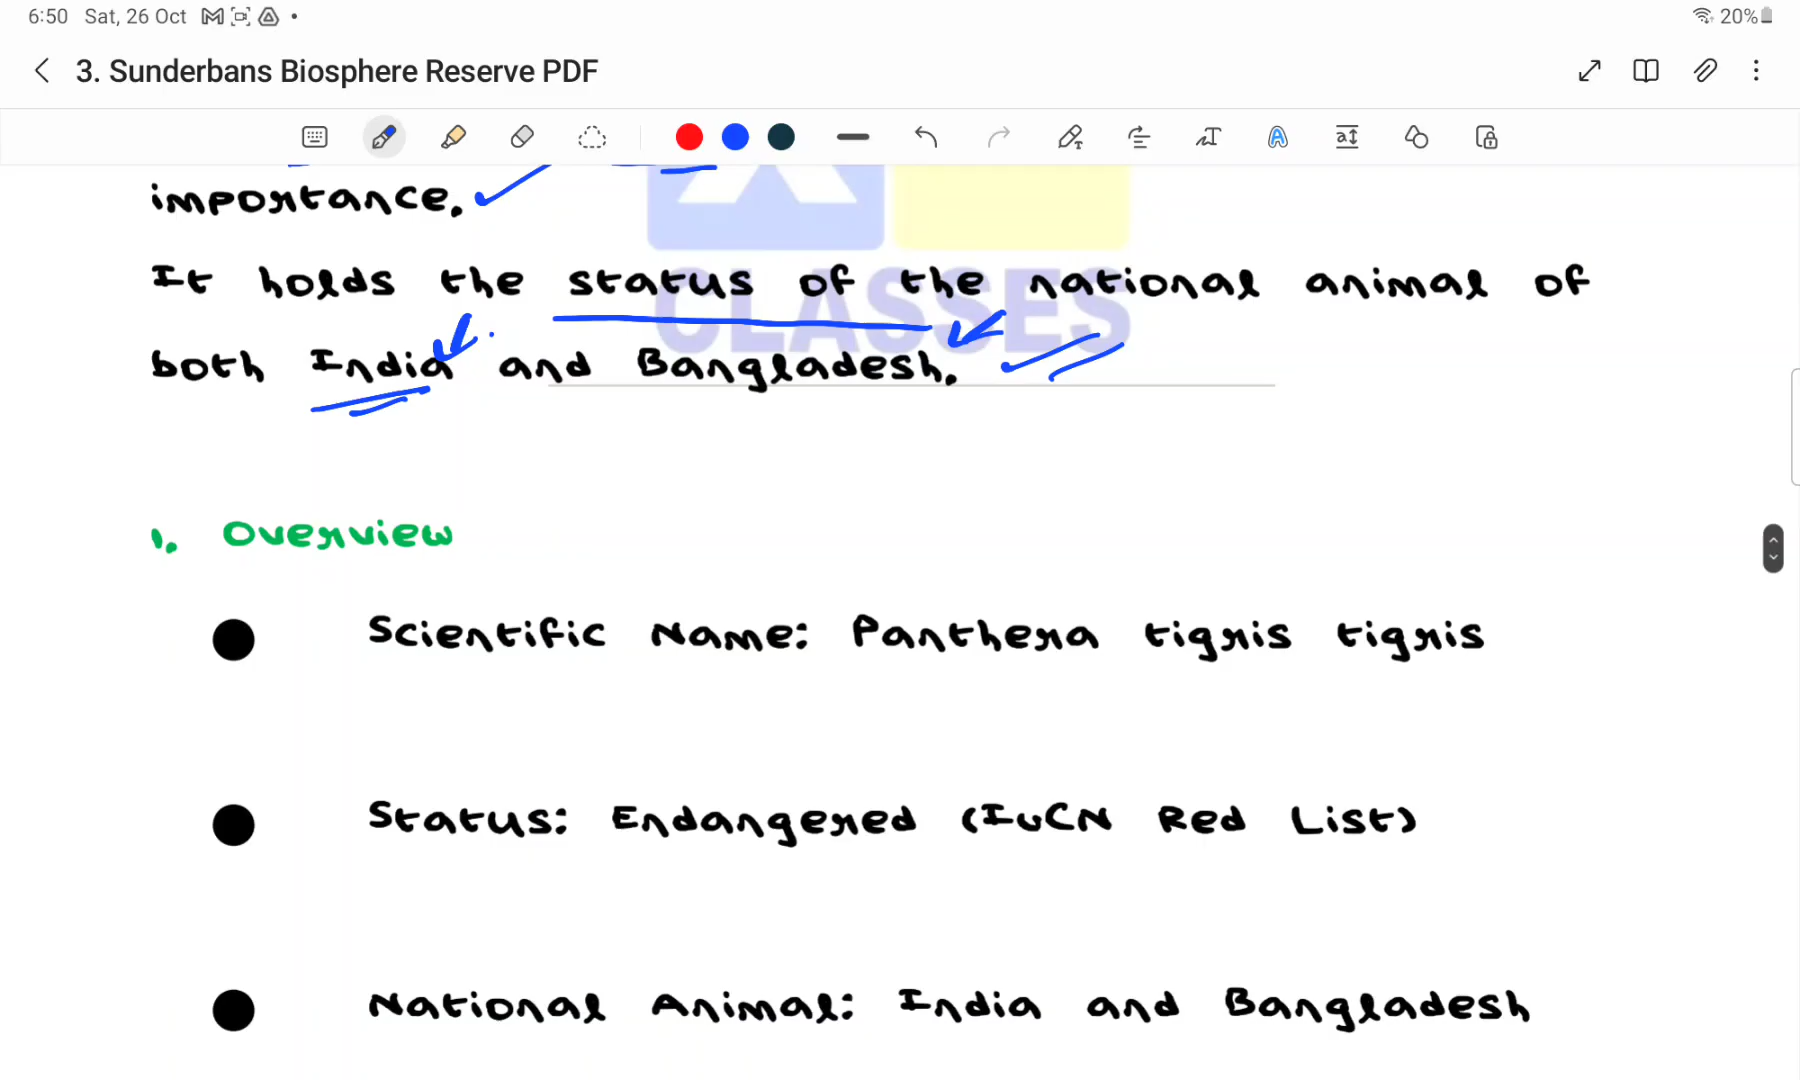 6:50 Sat, 26 Oct
20%
3. Sunderbans Biosphere Reserve PDF
importance.
CLASSES
It holds the status of the national animal of
both India and Bangladesh.
1. Overview
Scientific Name: Panthera tigris tigris
Status: Endangered (IUCN Red List)
National Animal: India and Bangladesh